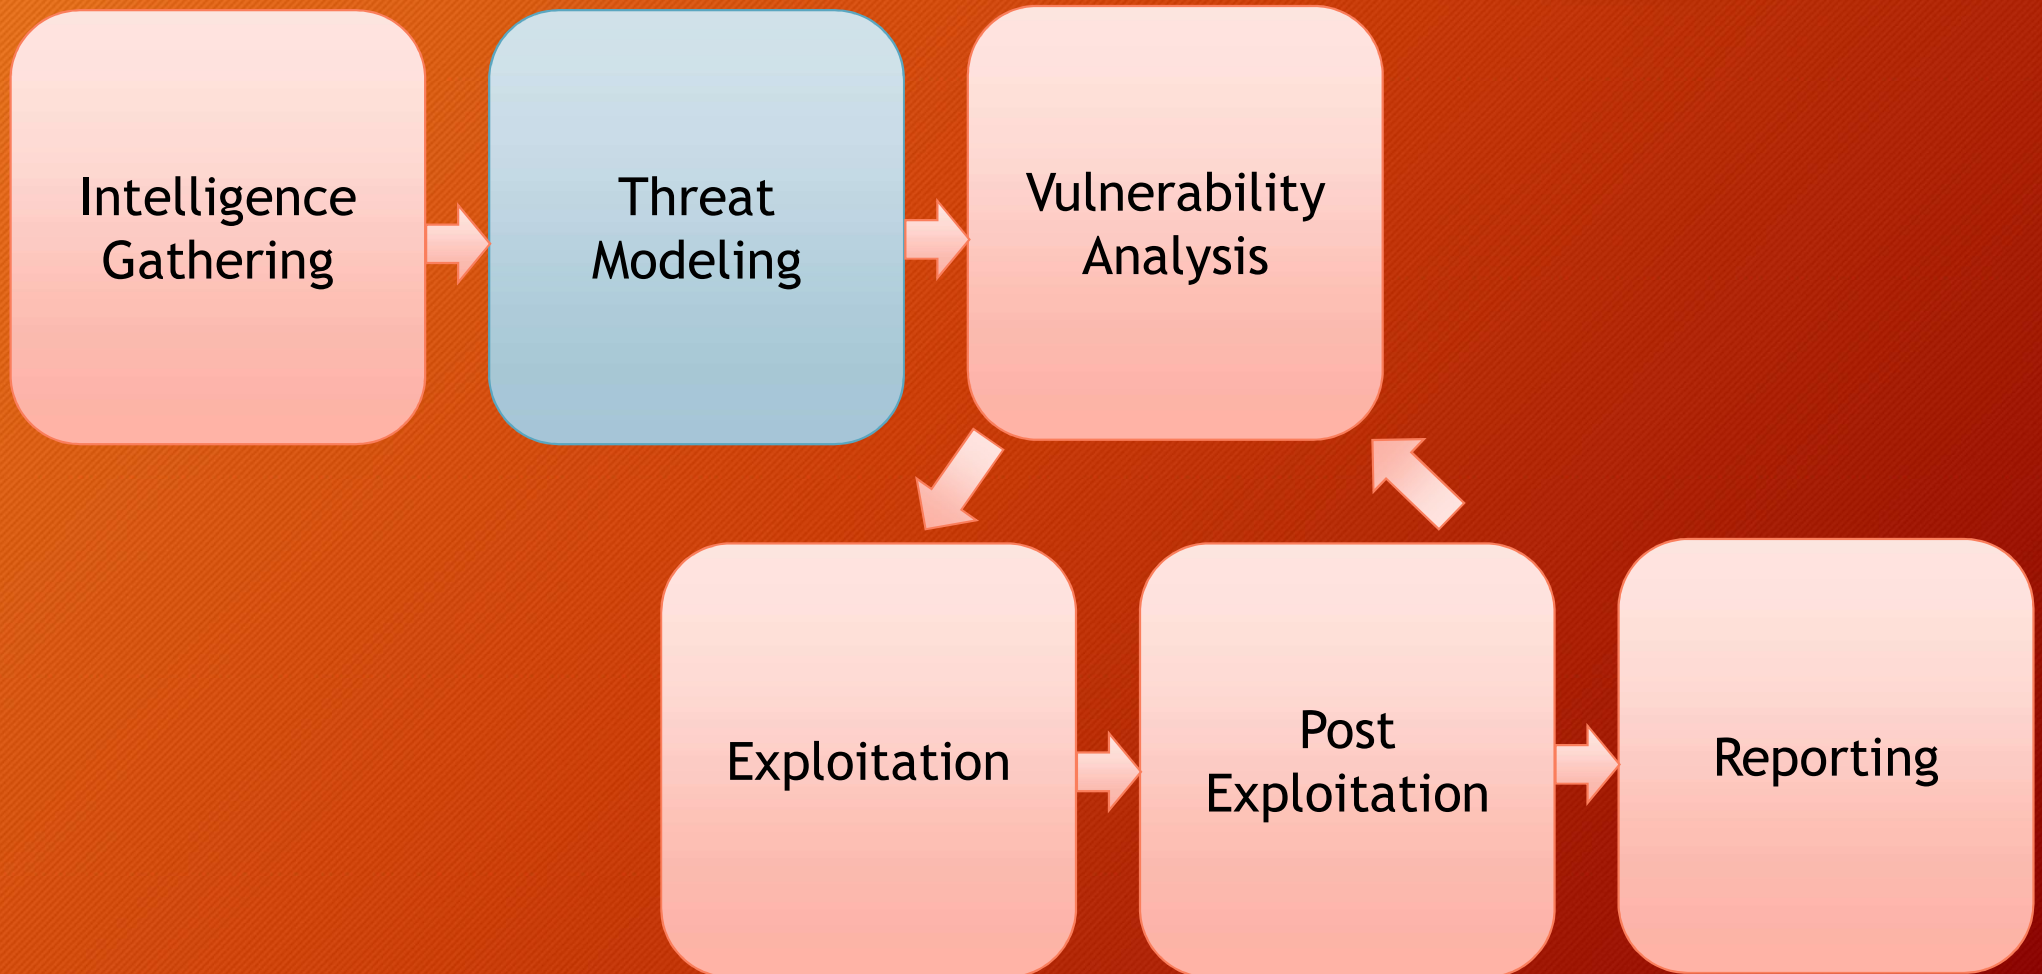 Intelligence
Gathering
Threat
Modeling
Vulnerability
Analysis
Exploitation
Post
Exploitation
Reporting